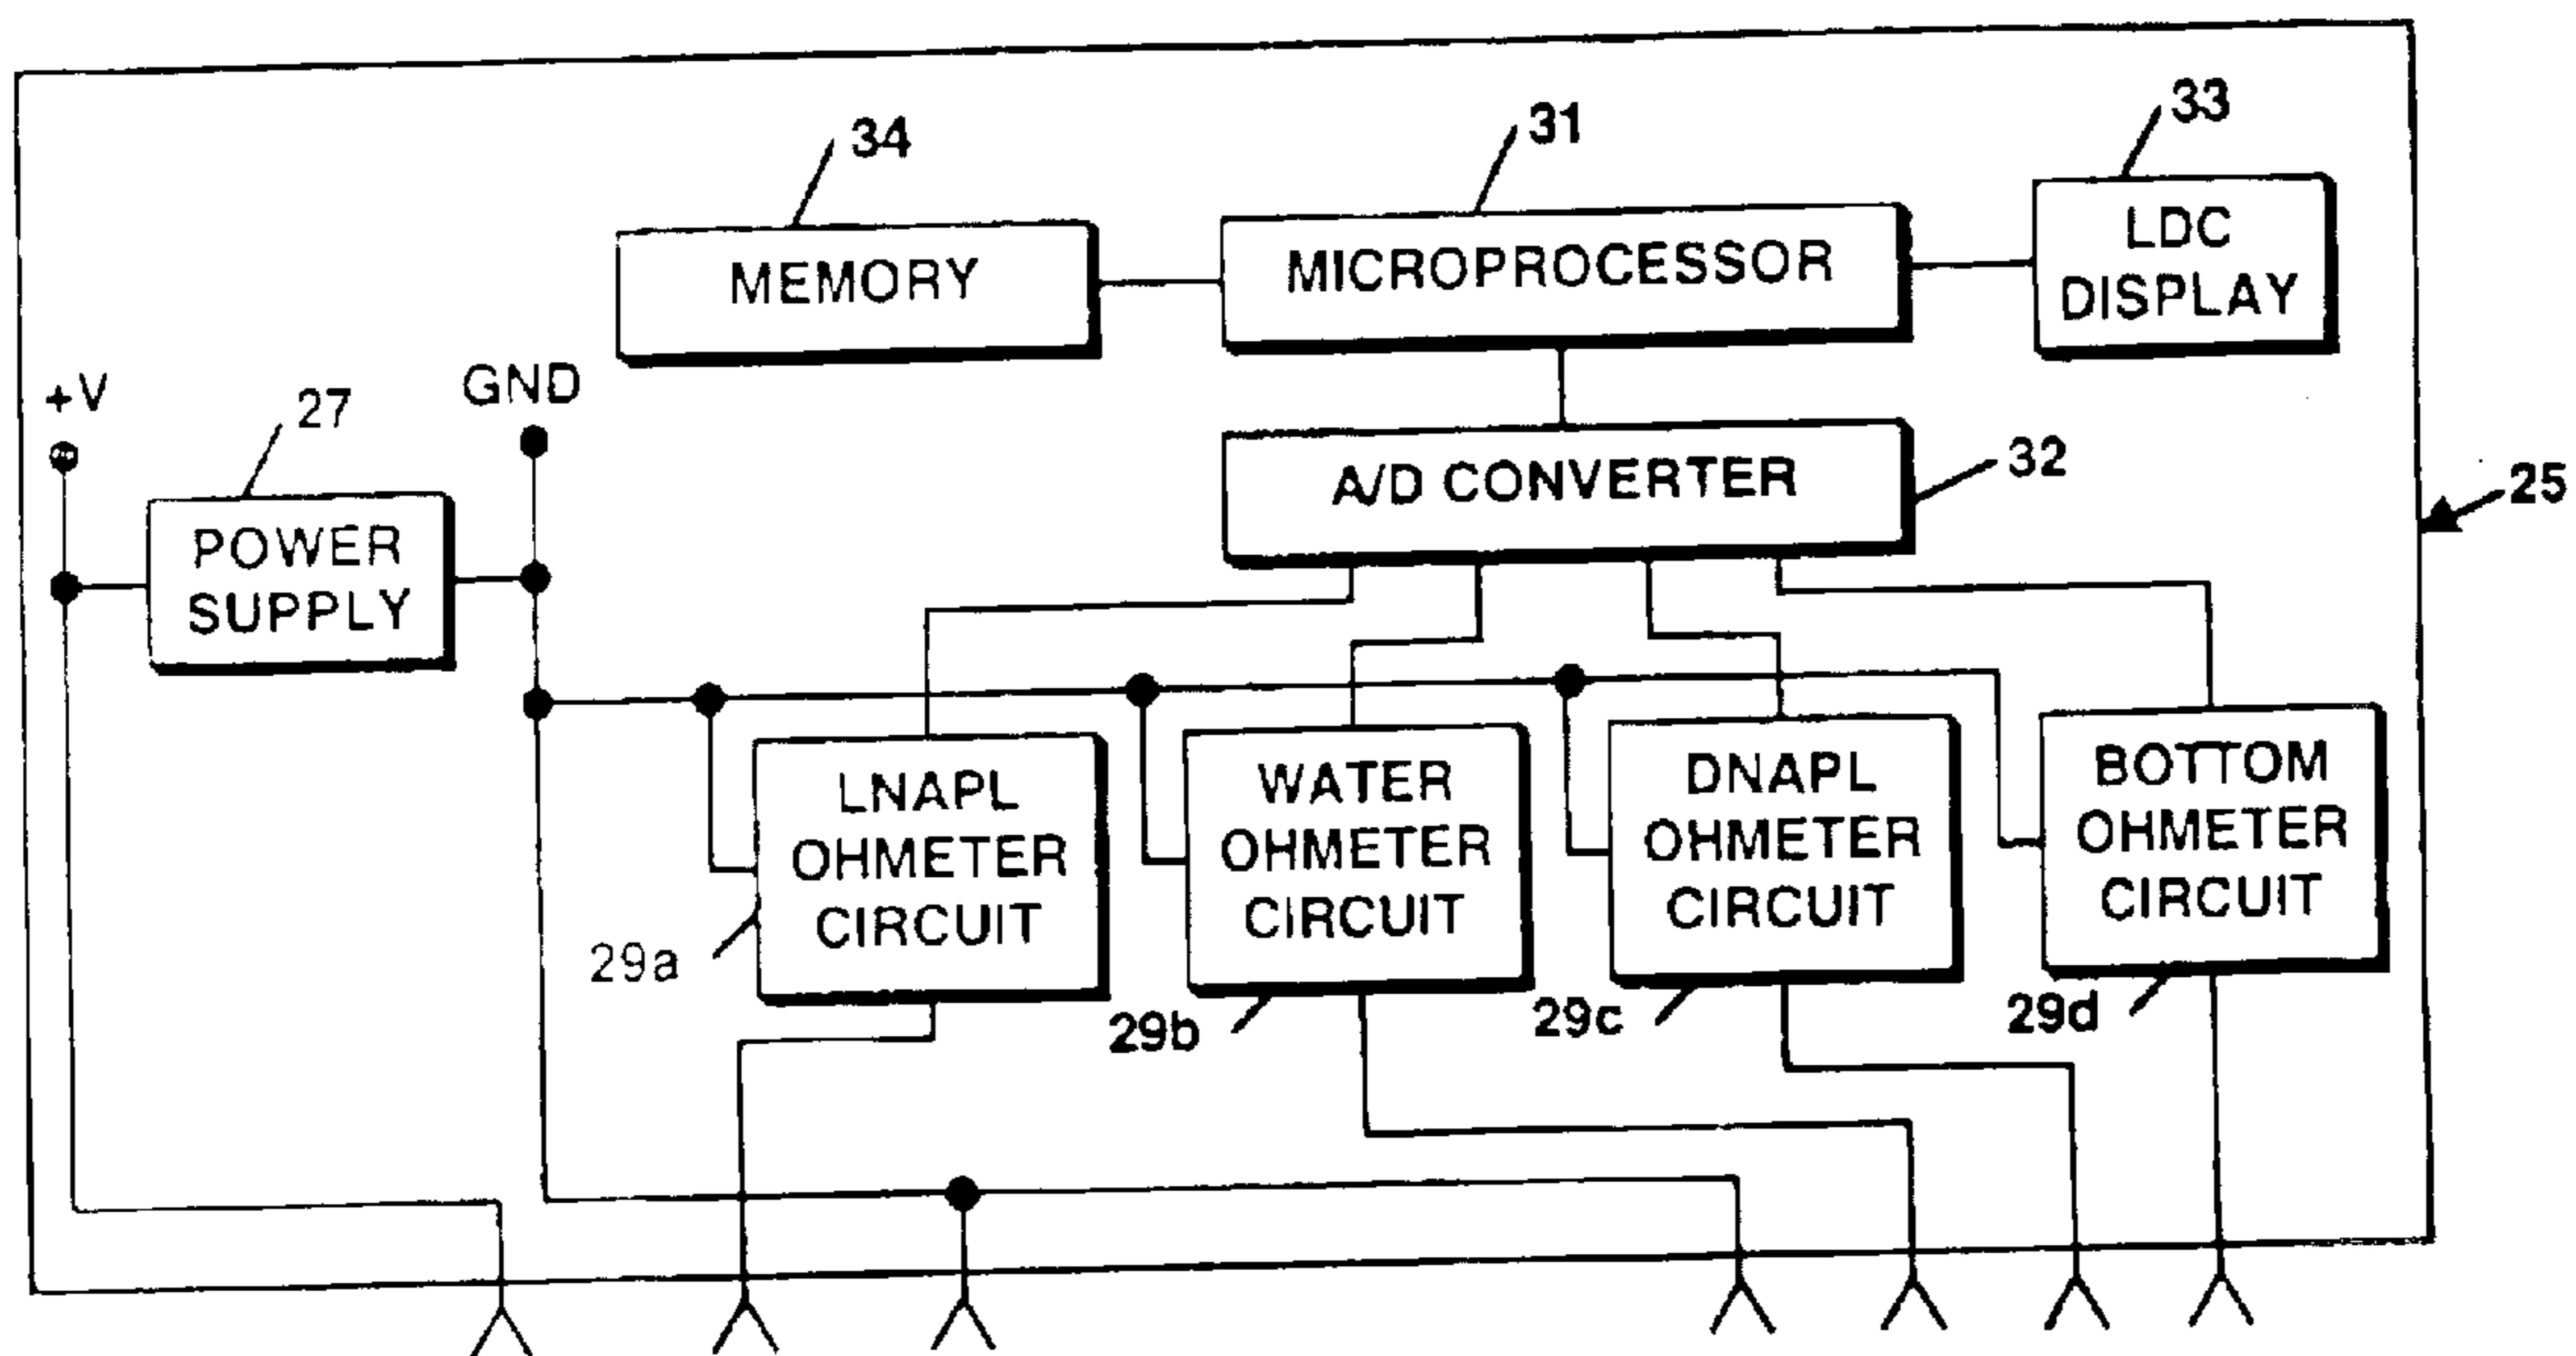 34
31
33
MEMORY
MICROPROCESSOR
LDC
DISPLAY
+V
27
GND
POWER
SUPPLY
A/D CONVERTER
32
25
LNAPL
OHMETER
CIRCUIT
29a
WATER
OHMETER
CIRCUIT
29b
DNAPL
OHMETER
CIRCUIT
29c
BOTTOM
OHMETER
CIRCUIT
29d